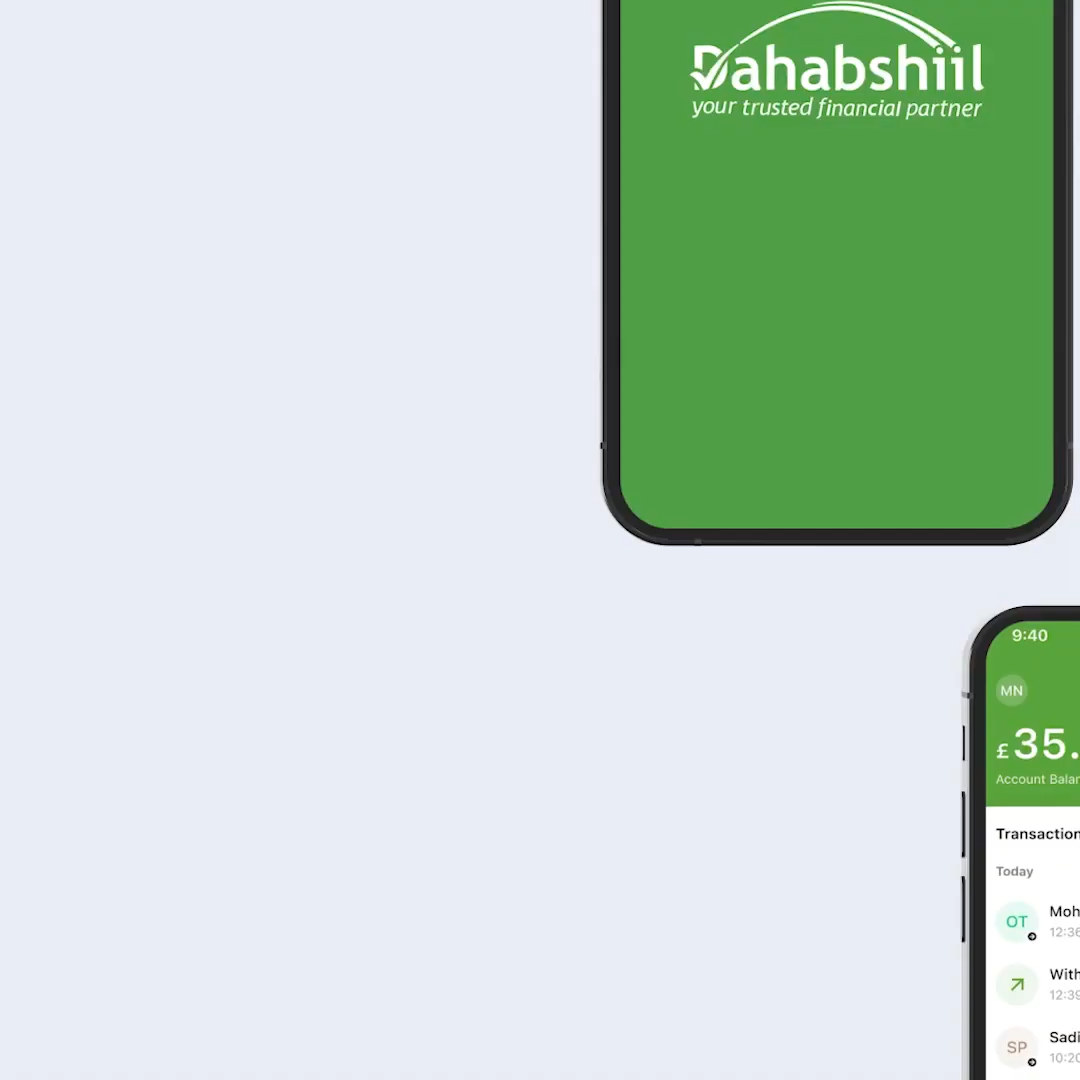 Dahabshiil
your trusted financial partner
9:40
MN
£35.
Account Balan
Transaction
Today
OT
Moh
12:36
With
12:39
SP
Sadi
10:20